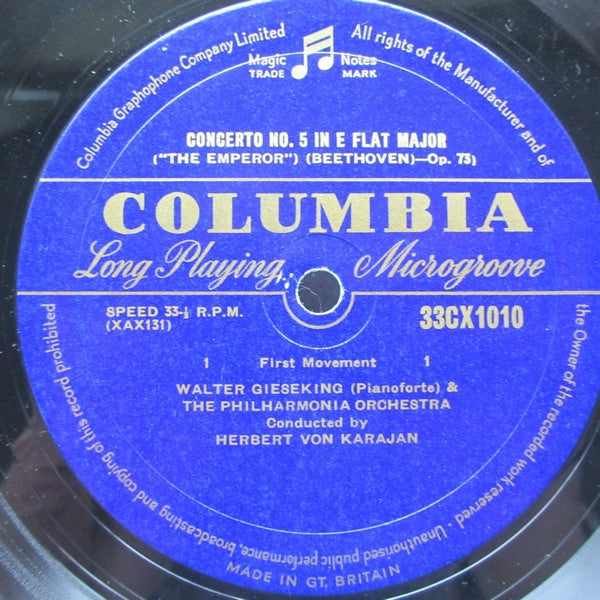 Columbia Graphophone Company Limited
All rights of the Manufacturer and of
the Owner of the recorded work reserved - Unauthorised public performance, broadcasting and copying of this record prohibited
Magic Notes
TRADE MARK
CONCERTO NO. 5 IN E FLAT MAJOR
("THE EMPEROR") (BEETHOVEN)—Op. 73)
COLUMBIA
Long Playing Microgroove
SPEED 33-⅓ R.P.M.
(XAX131)
33CX1010
1 First Movement 1
WALTER GIESEKING (Pianoforte) &
THE PHILHARMONIA ORCHESTRA
Conducted by
HERBERT VON KARAJAN
MADE IN GT. BRITAIN